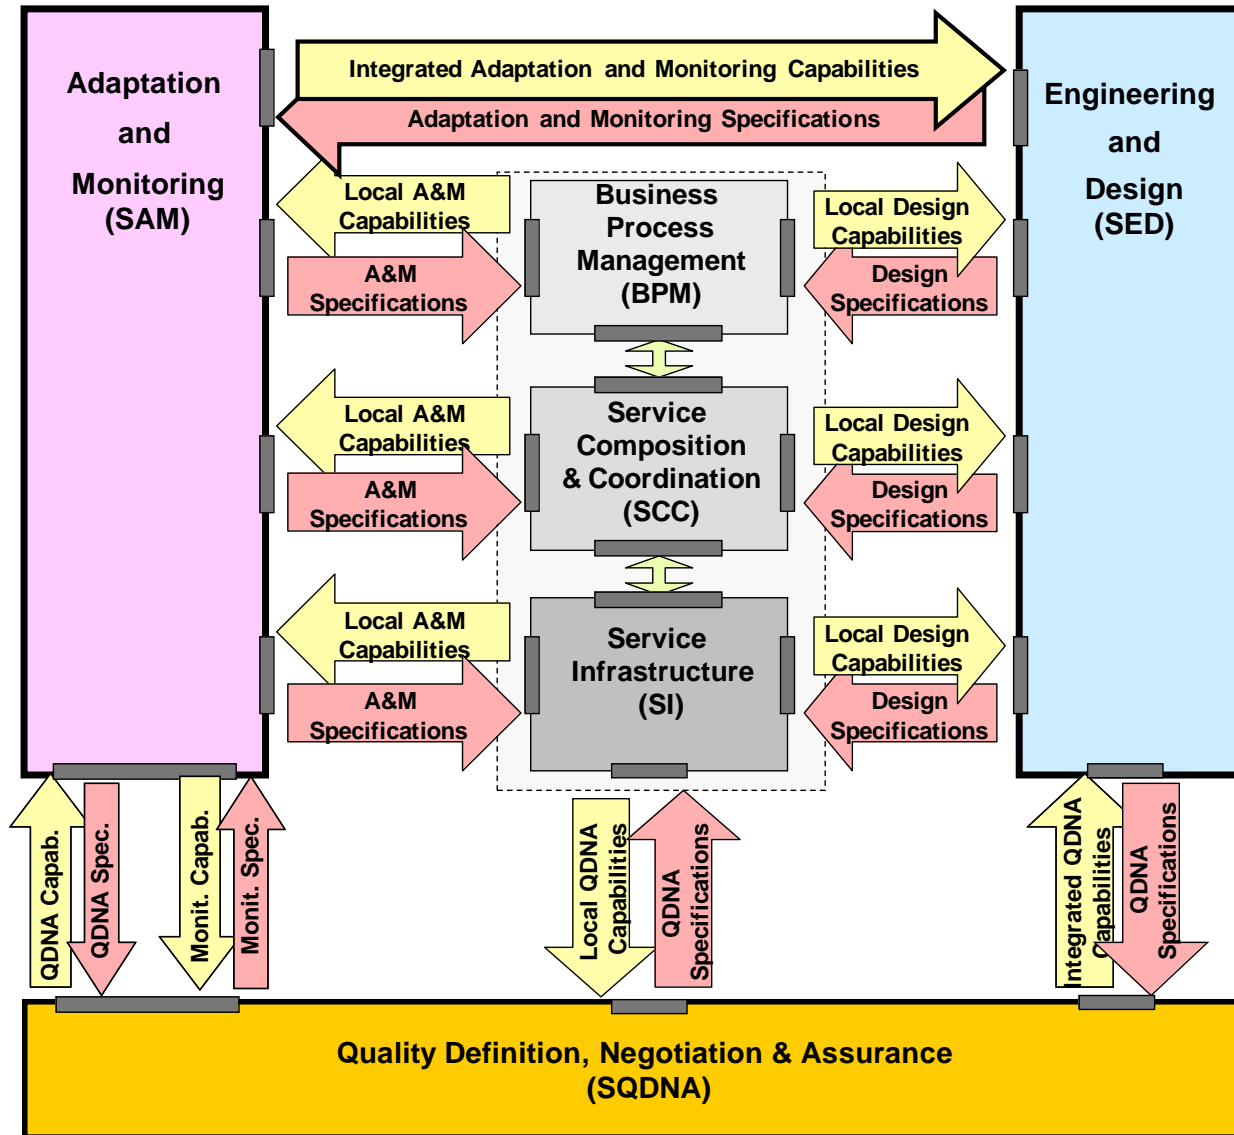 Adaptation
and
Monitoring
(SAM)
Integrated Adaptation and Monitoring Capabilities
Adaptation and Monitoring Specifications
Engineering
and
Design
(SED)
Local A&M
Capabilities
A&M
Specifications
Business
Process
Management
(BPM)
Local Design
Capabilities
Design
Specifications
Local A&M
Capabilities
A&M
Specifications
Service
Composition
& Coordination
(SCC)
Local Design
Capabilities
Design
Specifications
Local A&M
Capabilities
A&M
Specifications
Service
Infrastructure
(SI)
Local Design
Capabilities
Design
Specifications
QDNA Capab.
QDNA Spec.
Monit. Capab.
Monit. Spec.
Local QDNA
Capabilities
QDNA
Specifications
Integrated QDNA
Capabilities
QDNA
Specifications
Quality Definition, Negotiation & Assurance
(SQDNA)